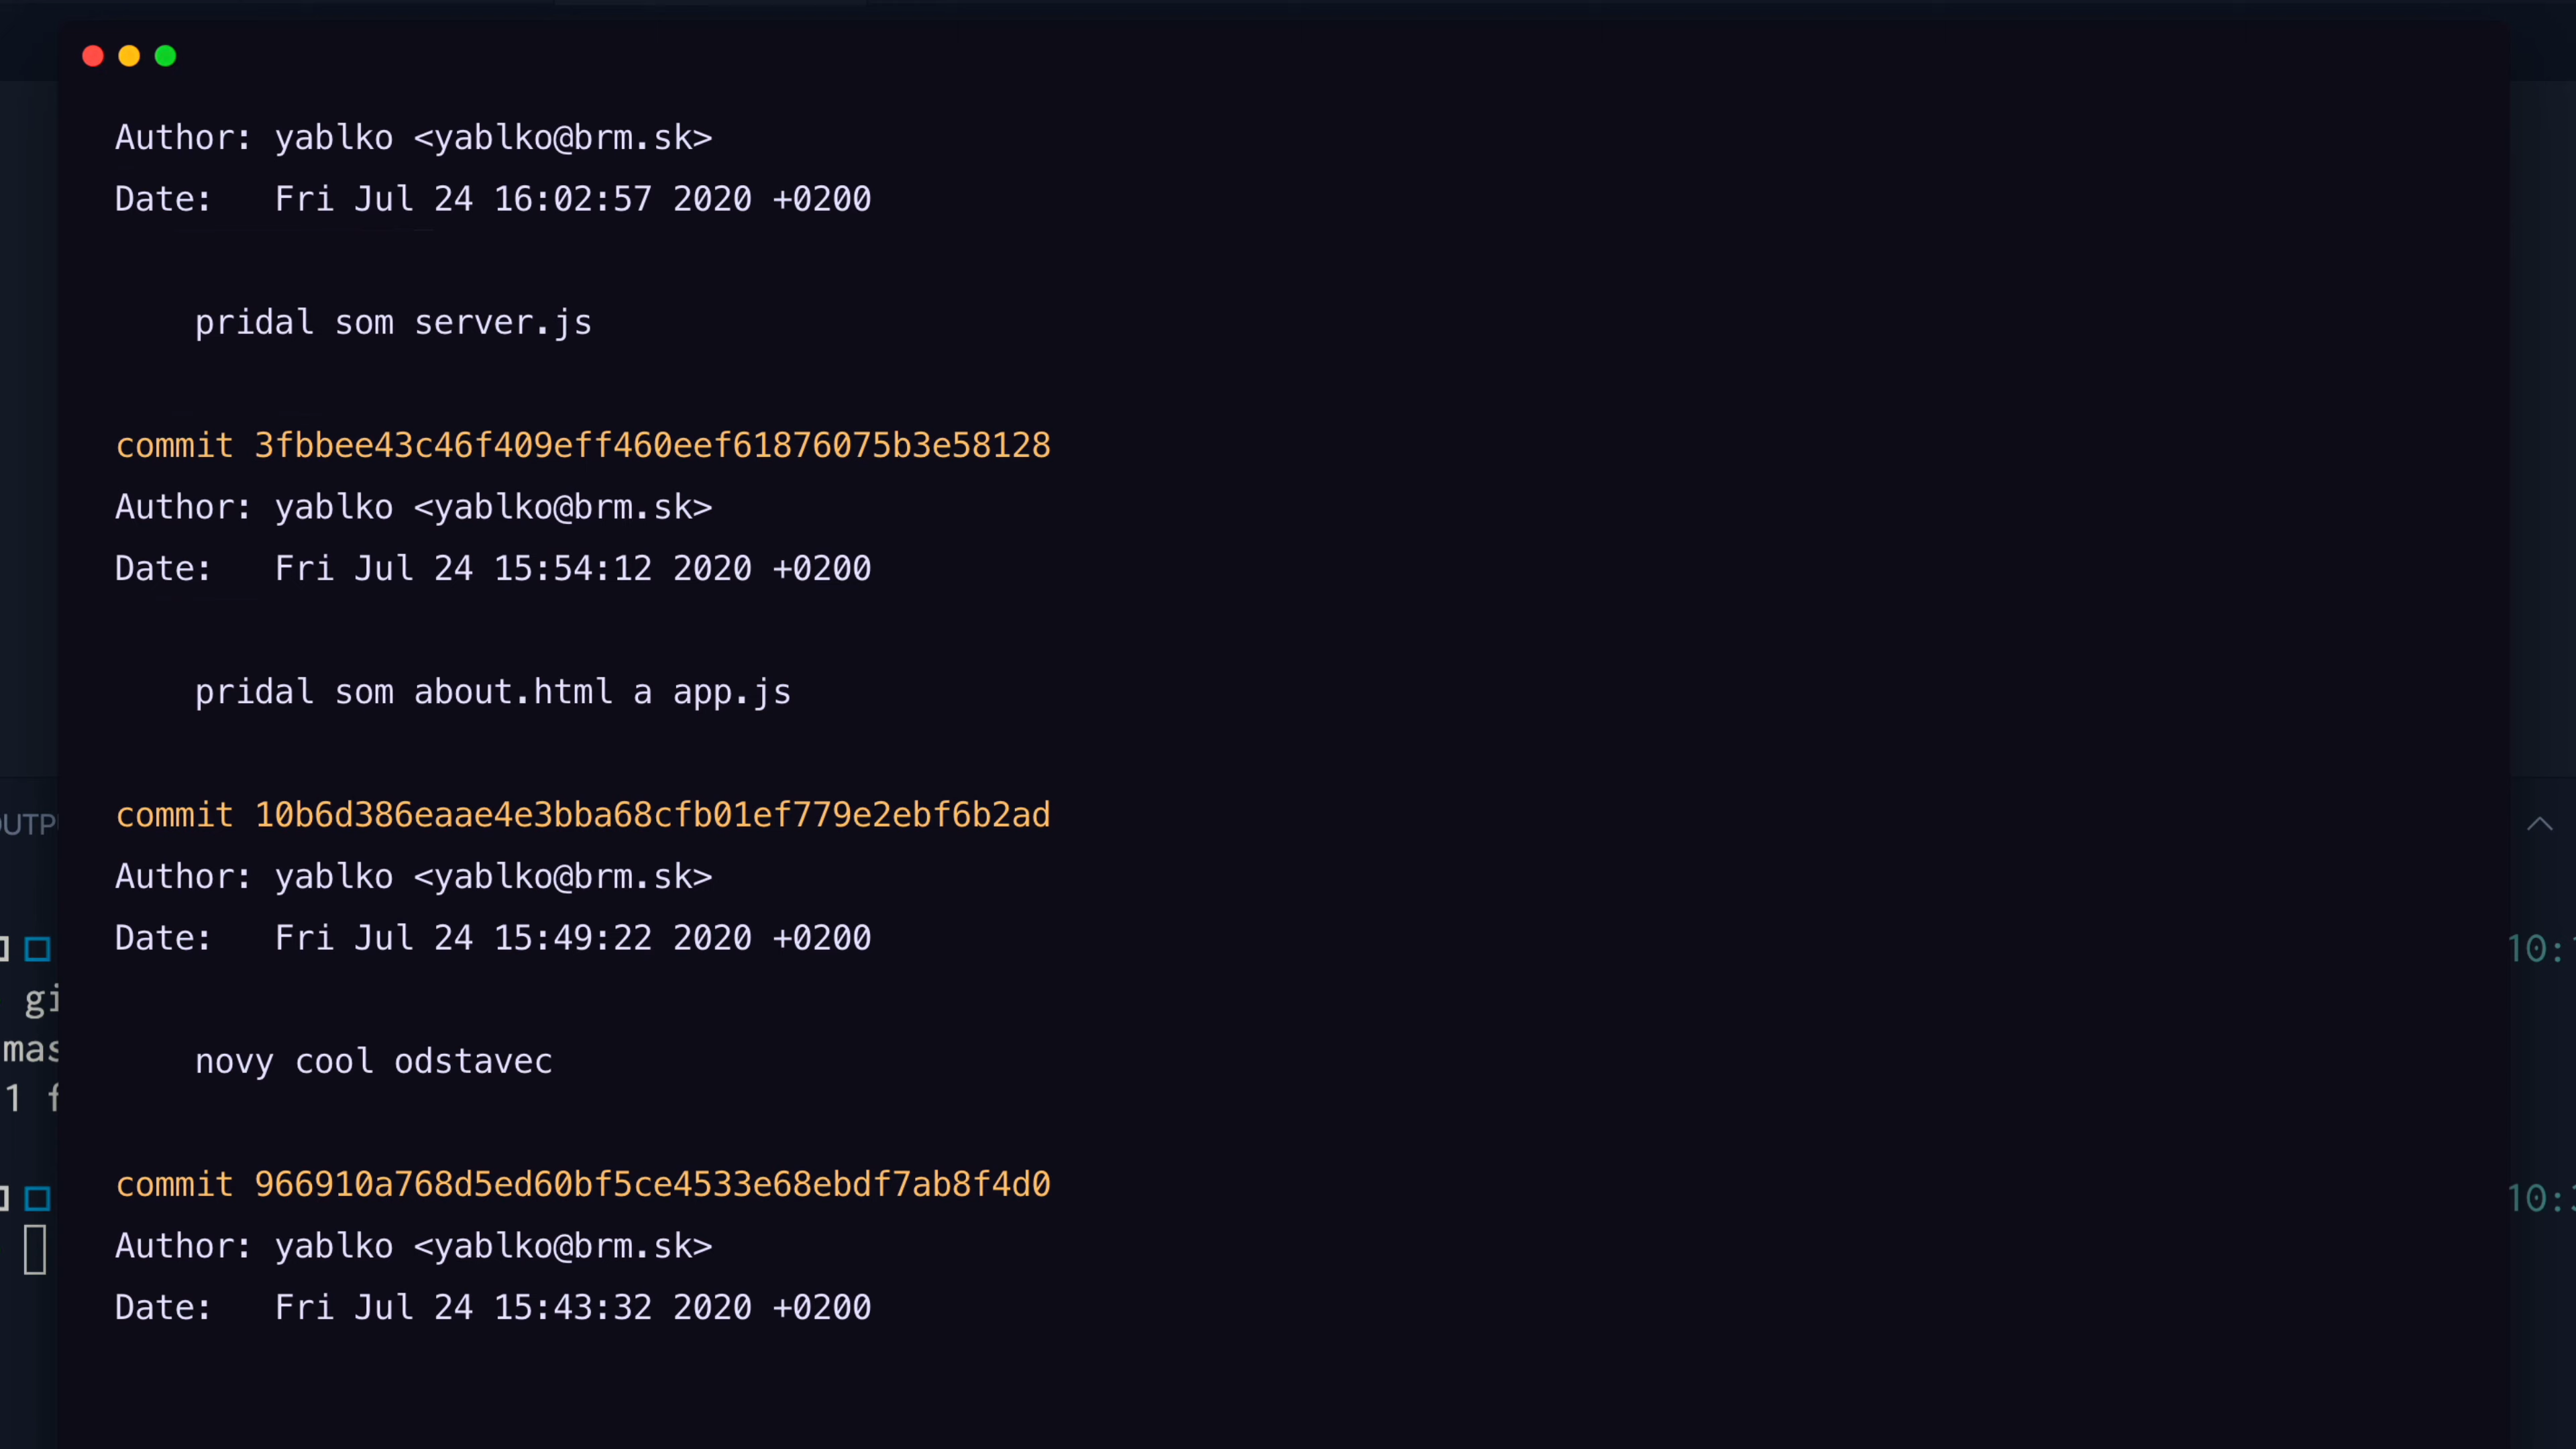 Author: yablko <yablko@brm.sk>
Date:   Fri Jul 24 16:02:57 2020 +0200
pridal som server.js
commit 3fbbee43c46f409eff460eef61876075b3e58128
Author: yablko <yablko@brm.sk>
Date:   Fri Jul 24 15:54:12 2020 +0200
pridal som about.html a app.js
commit 10b6d386eaae4e3bba68cfb01ef779e2ebf6b2ad
Author: yablko <yablko@brm.sk>
Date:   Fri Jul 24 15:49:22 2020 +0200
novy cool odstavec
commit 966910a768d5ed60bf5ce4533e68ebdf7ab8f4d0
Author: yablko <yablko@brm.sk>
Date:   Fri Jul 24 15:43:32 2020 +0200